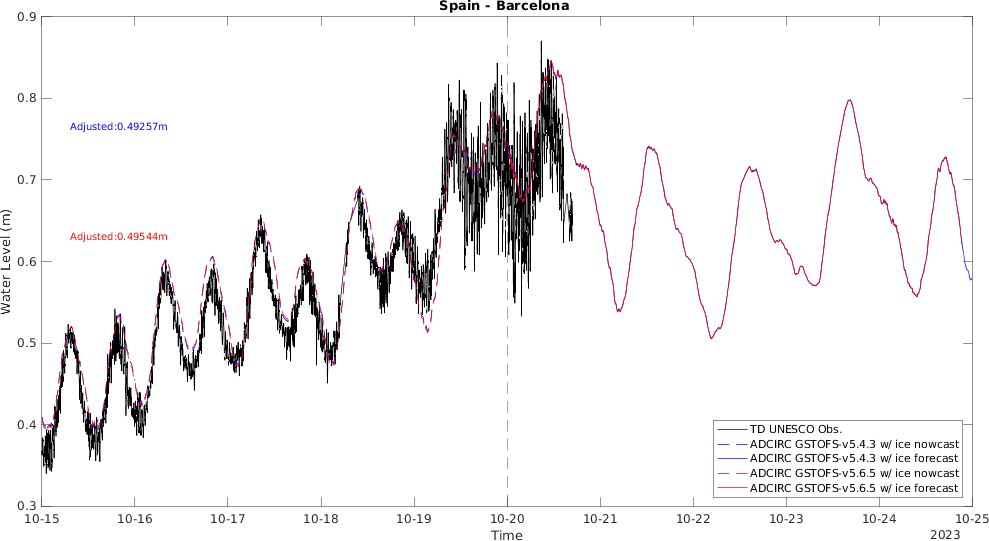 Spain - Barcelona
0.9
0.8
0.7
0.6
0.5
0.4
0.3
Water Level (m)
Adjusted:0.49257m
Adjusted:0.49544m
TD UNESCO Obs.
ADCIRC GSTOFS-v5.4.3 w/ ice nowcast
ADCIRC GSTOFS-v5.4.3 w/ ice forecast
ADCIRC GSTOFS-v5.6.5 w/ ice nowcast
ADCIRC GSTOFS-v5.6.5 w/ ice forecast
10-15 10-16 10-17 10-18 10-19 10-20 10-21 10-22 10-23 10-24 10-25
Time
2023